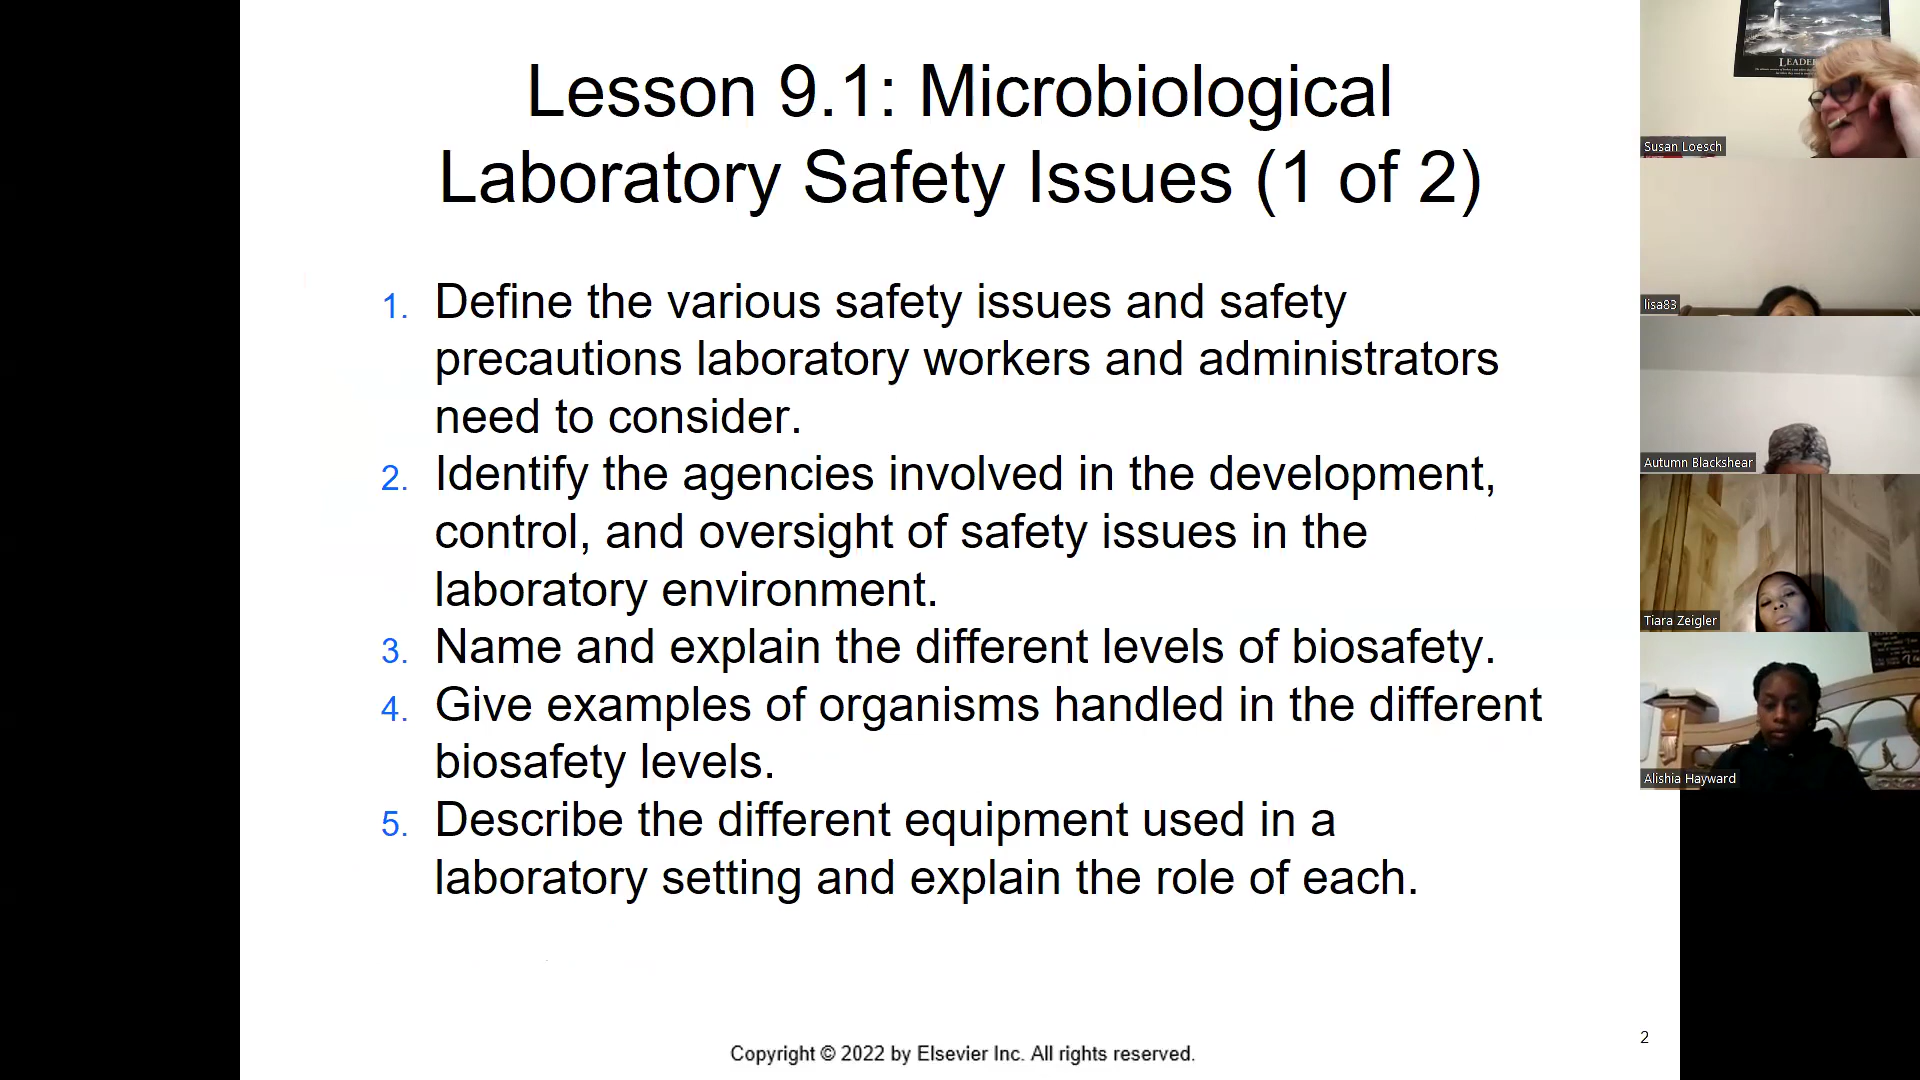 Lesson 9.1: Microbiological
Laboratory Safety Issues (1 of 2)
1. Define the various safety issues and safety
precautions laboratory workers and administrators
need to consider.
2. Identify the agencies involved in the development,
control, and oversight of safety issues in the
laboratory environment.
3. Name and explain the different levels of biosafety.
4. Give examples of organisms handled in the different
biosafety levels.
5. Describe the different equipment used in a
laboratory setting and explain the role of each.
Copyright © 2022 by Elsevier Inc. All rights reserved.
2
Susan Loesch
lisa83
Autumn Blackshear
Tiara Zeigler
Alishia Hayward